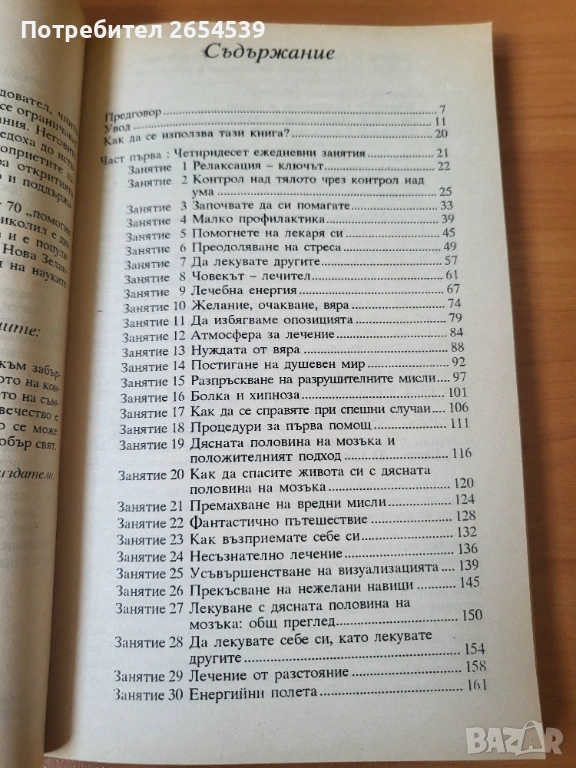 Потребител 2654539
Съдържание
Предговор 7
Увод 11
Как да се използва тази книга? 20
Част първа : Четиридесет ежедневни занятия 21
Занятие 1 Релаксация – ключът 22
Занятие 2 Контрол над тялото чрез контрол над
ума 25
Занятие 3 Започвате да си помагате 33
Занятие 4 Малко профилактика 39
Занятие 5 Помогнете на лекаря си 45
Занятие 6 Преодоляване на стреса 49
Занятие 7 Да лекувате другите 57
Занятие 8 Човекът – лечител 61
Занятие 9 Лечебна енергия 67
Занятие 10 Желание, очакване, вяра 74
Занятие 11 Да избягваме опозицията 79
Занятие 12 Атмосфера за лечение 84
Занятие 13 Нуждата от вяра 88
Занятие 14 Постигане на душевен мир 92
Занятие 15 Разпръскване на разрушителните мисли 97
Занятие 16 Болка и хипноза 101
Занятие 17 Как да се справяте при спешни случаи 106
Занятие 18 Процедури за първа помощ 111
Занятие 19 Дясната половина на мозъка и
положителният подход 116
Занятие 20 Как да спасите живота си с дясната
половина на мозъка 120
Занятие 21 Премахване на вредни мисли 124
Занятие 22 Фантастично пътешествие 128
Занятие 23 Как възприемате себе си 132
Занятие 24 Несъзнателно лечение 136
Занятие 25 Усъвършенстване на визуализацията 139
Занятие 26 Прекъсване на нежелани навици 145
Занятие 27 Лекуване с дясната половина на
мозъка: общ преглед 150
Занятие 28 Да лекувате себе си, като лекувате
другите 154
Занятие 29 Лечение от разстояние 158
Занятие 30 Енергийни полета 161
BAZAR